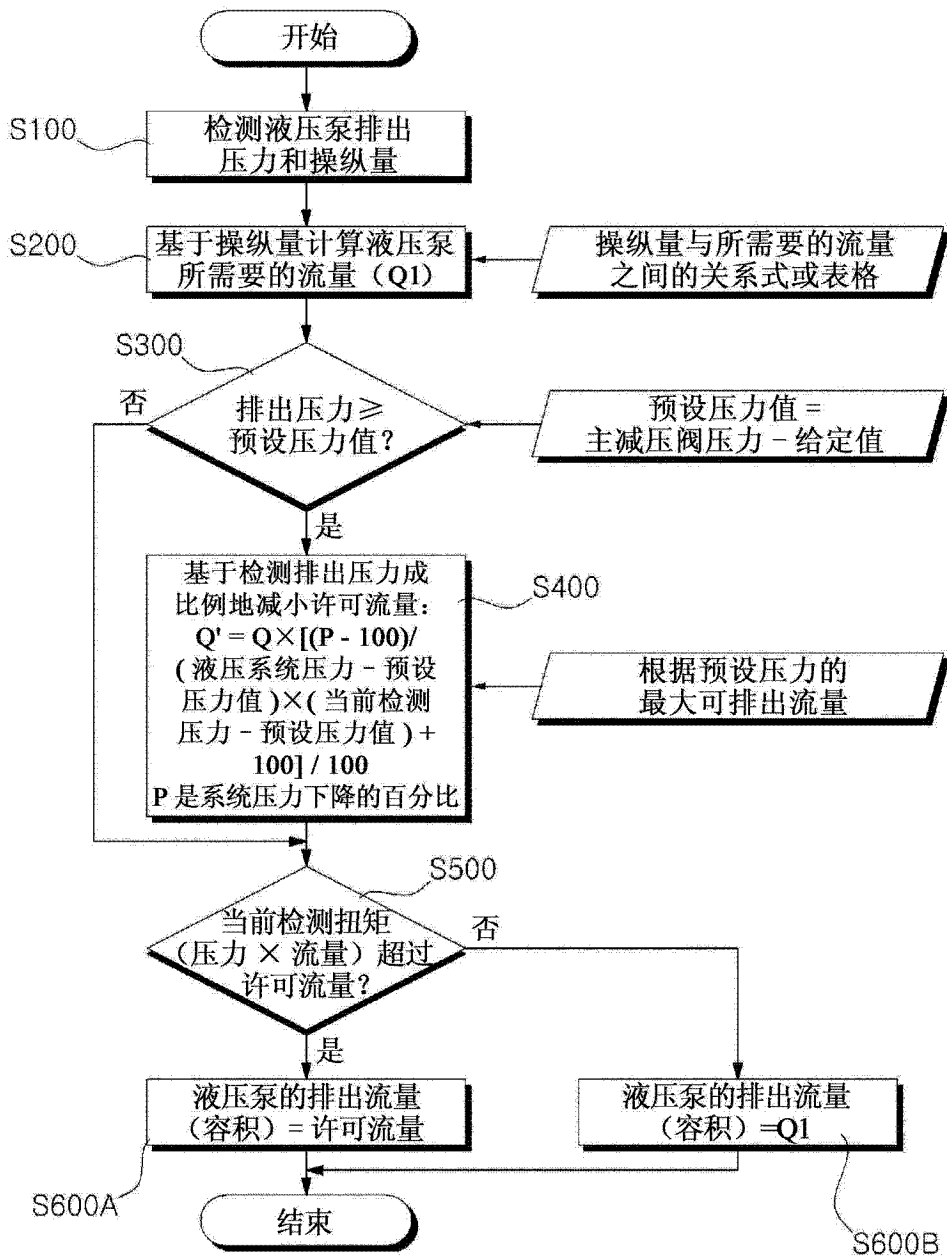 开始
S100
检测液压泵排出
压力和操纵量
S200
基于操纵量计算液压泵
所需要的流量（Q1）
操纵量与所需要的流量
之间的关系式或表格
S300
否
排出压力≥
预设压力值?
预设压力值=
主减压阀压力-给定值
是
基于检测排出压力成
比例地减小许可流量:
Q' = Q×[(P - 100)/
( 液压系统压力 - 预设
压力值 )×( 当前检测
压力 - 预设压力值 ) +
100] / 100
P 是系统压力下降的百分比
S400
根据预设压力的
最大可排出流量
S500
当前检测扭矩
（压力 × 流量）超过
许可流量?
否
是
液压泵的排出流量
（容积）= 许可流量
S600A
液压泵的排出流量
（容积）=Q1
S600B
结束